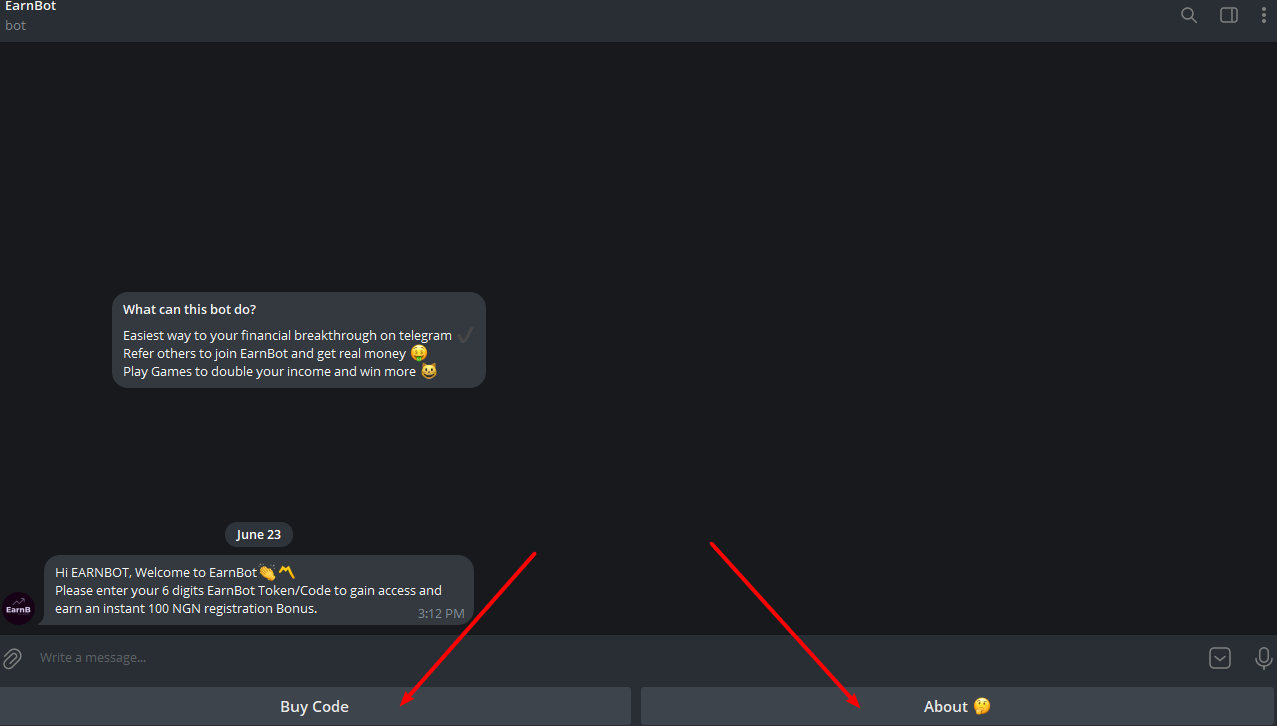 EarnBot
bot
What can this bot do?
Easiest way to your financial breakthrough on telegram ✔️
Refer others to join EarnBot and get real money 🤑
Play Games to double your income and win more 😺
June 23
Hi EARNBOT, Welcome to EarnBot👏〽️
Please enter your 6 digits EarnBot Token/Code to gain access and
earn an instant 100 NGN registration Bonus.
3:12 PM
EarnB
Write a message...
Buy Code
About 🤔